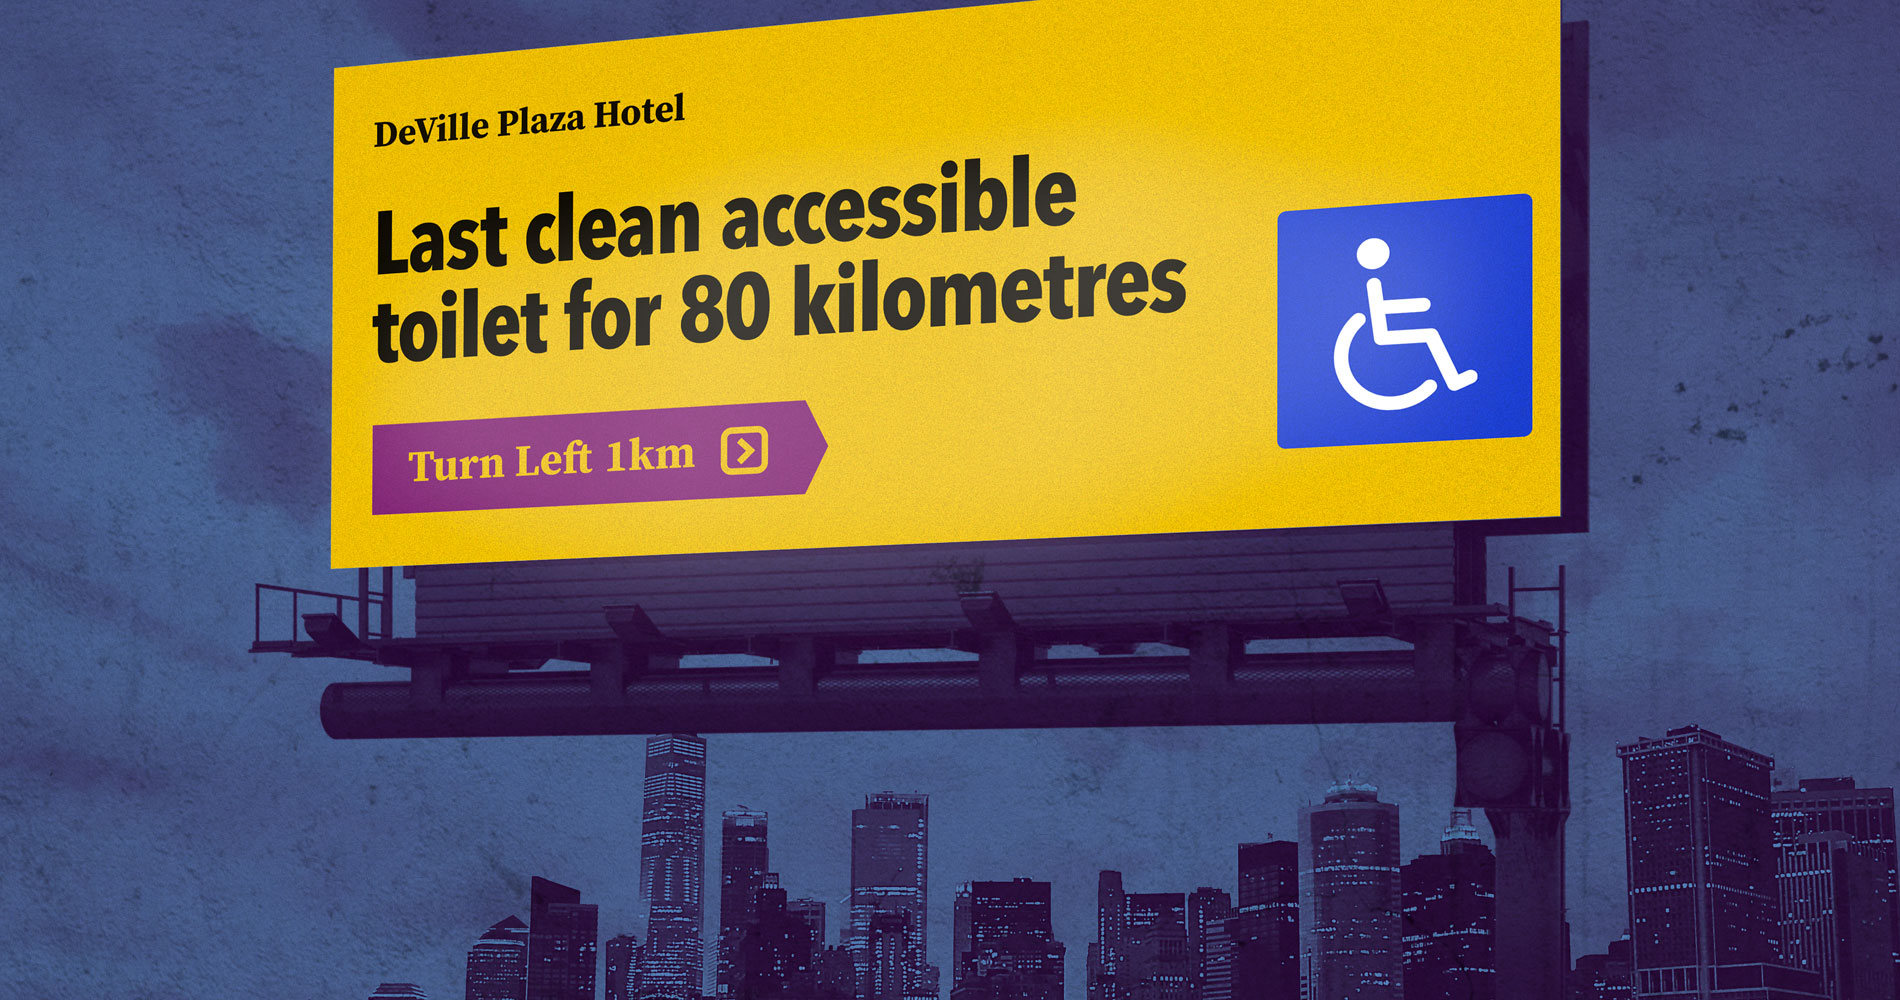 DeVille Plaza Hotel
Last clean accessible
toilet for 80 kilometres
Turn Left 1km